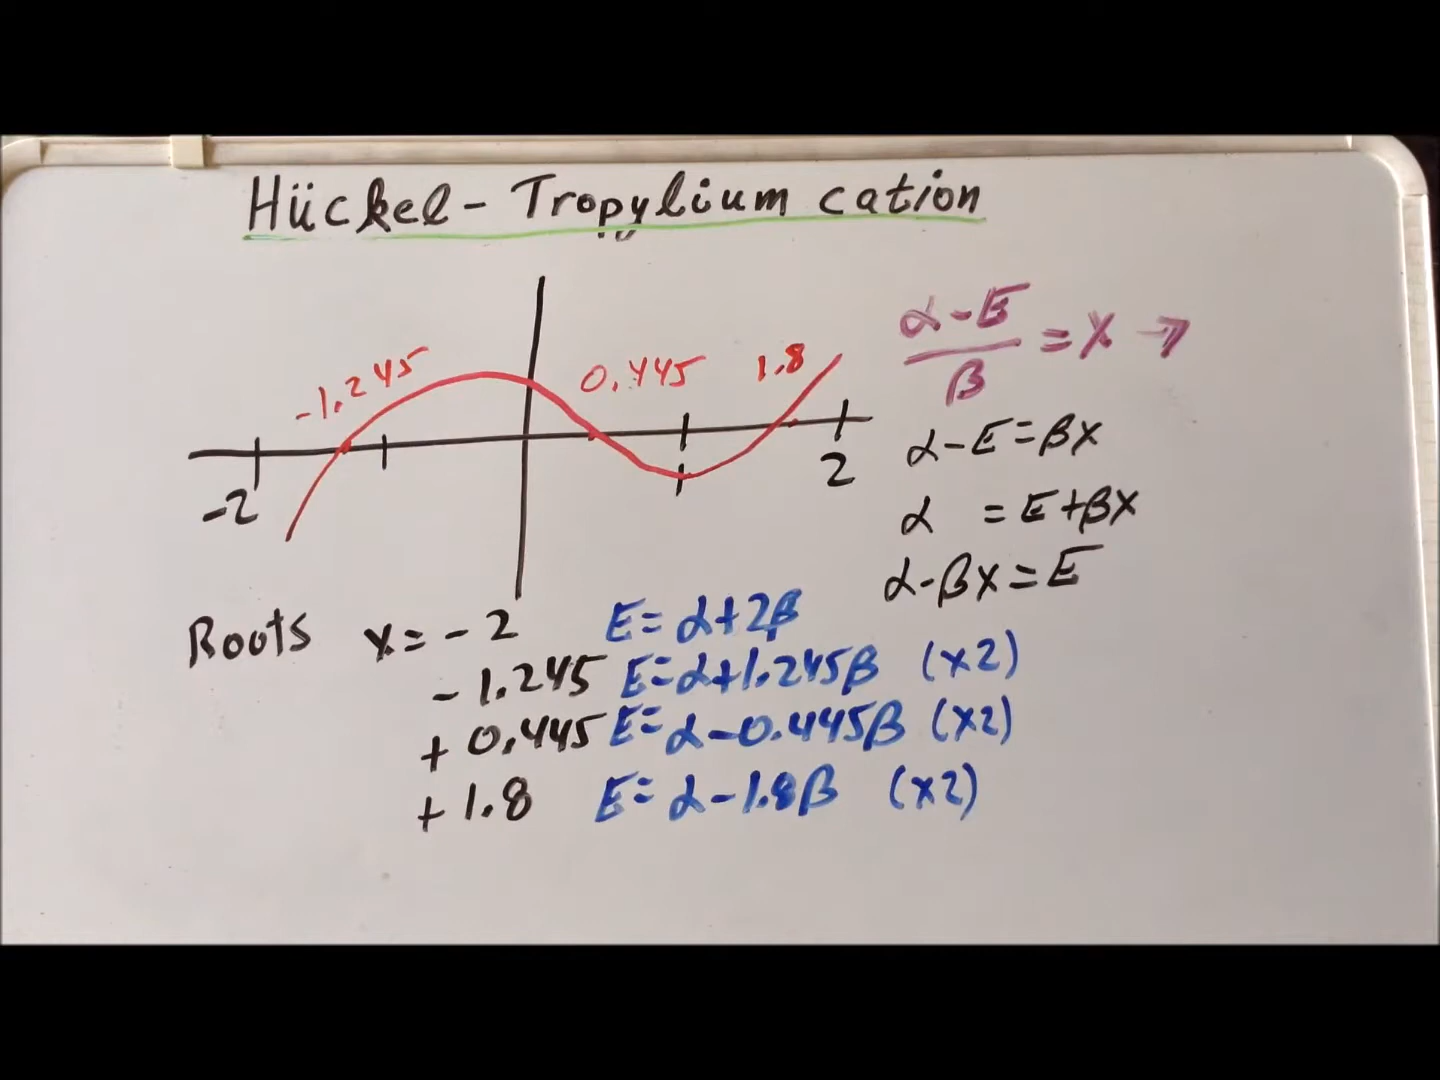 Hückel - Tropylium cation
α-E/β = x →
-1.245 0.445 1.8
α-E=βx
-2 2
α = E+βx
α-βx=E
Roots x = -2 E=α+2β
-1.245 E=α+1.245β (x2)
+0.445 E=α-0.445β (x2)
+1.8 E=α-1.8β (x2)